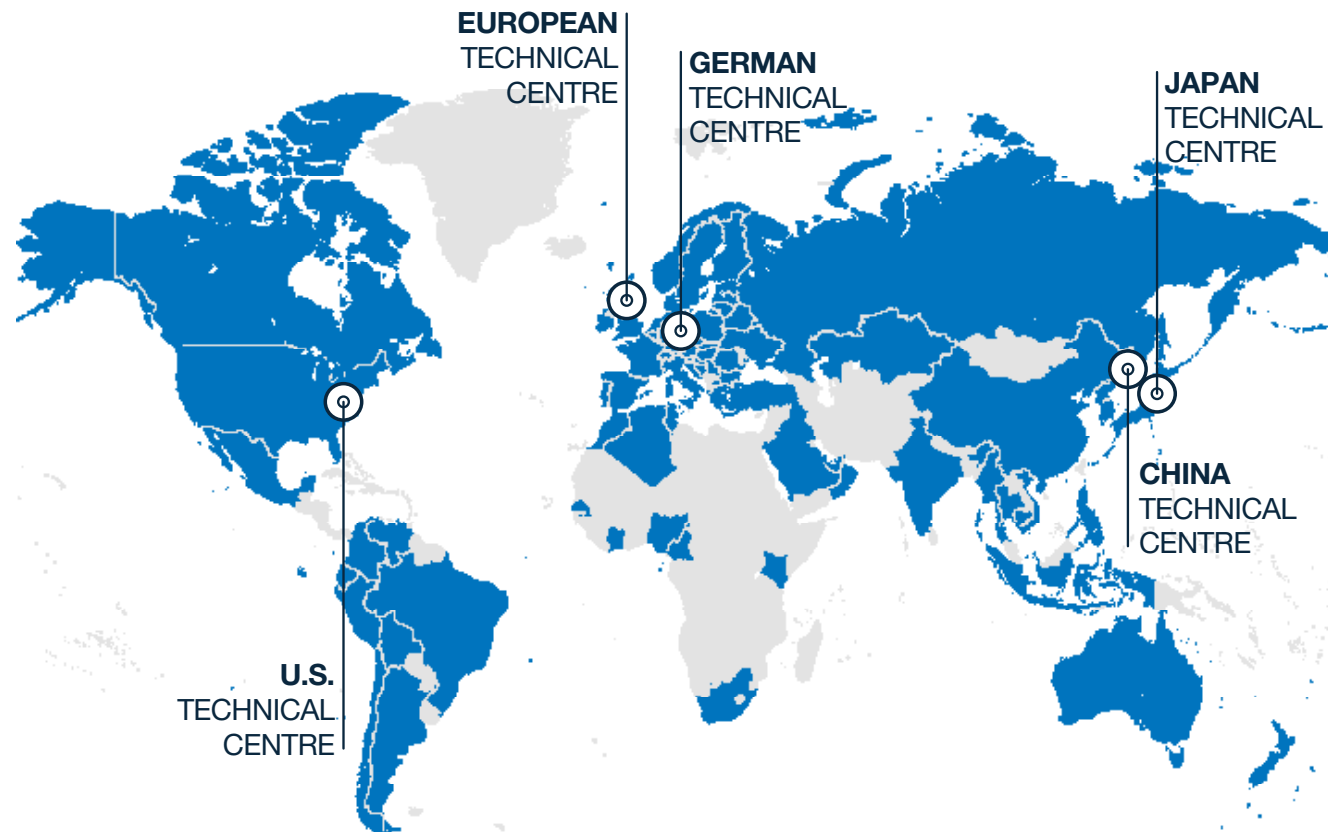 EUROPEAN
TECHNICAL
CENTRE
GERMAN
TECHNICAL
CENTRE
JAPAN
TECHNICAL
CENTRE
CHINA
TECHNICAL
CENTRE
U.S.
TECHNICAL
CENTRE